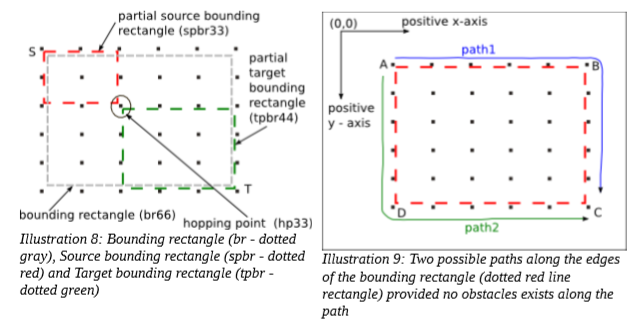 partial source bounding
rectangle (spbr33)
S
partial
target
bounding
rectangle
(tpbr44)
T
bounding rectangle (br66)
hopping point (hp33)
Illustration 8: Bounding rectangle (br - dotted
gray), Source bounding rectangle (spbr - dotted
red) and Target bounding rectangle (tpbr -
dotted green)
(0,0)
positive x-axis
path1
A
B
positive
y - axis
D
C
path2
Illustration 9: Two possible paths along the edges
of the bounding rectangle (dotted red line
rectangle) provided no obstacles exists along the
path